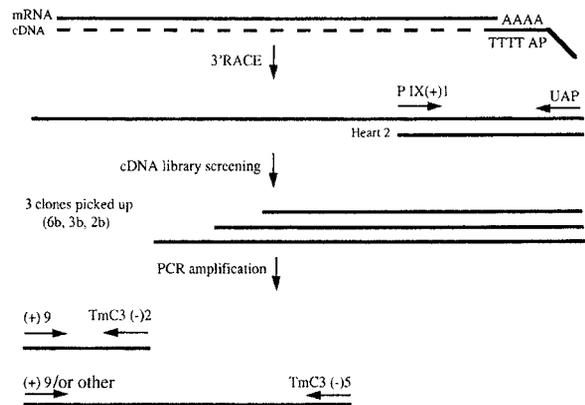 mRNA AAAA
cDNA TTTT AP
3'RACE
P IX(+)1 UAP
Heart 2
cDNA library screening
3 clones picked up
(6b, 3b, 2b)
PCR amplification
(+) 9 TmC3 (-)2
(+) 9/or other TmC3 (-)5